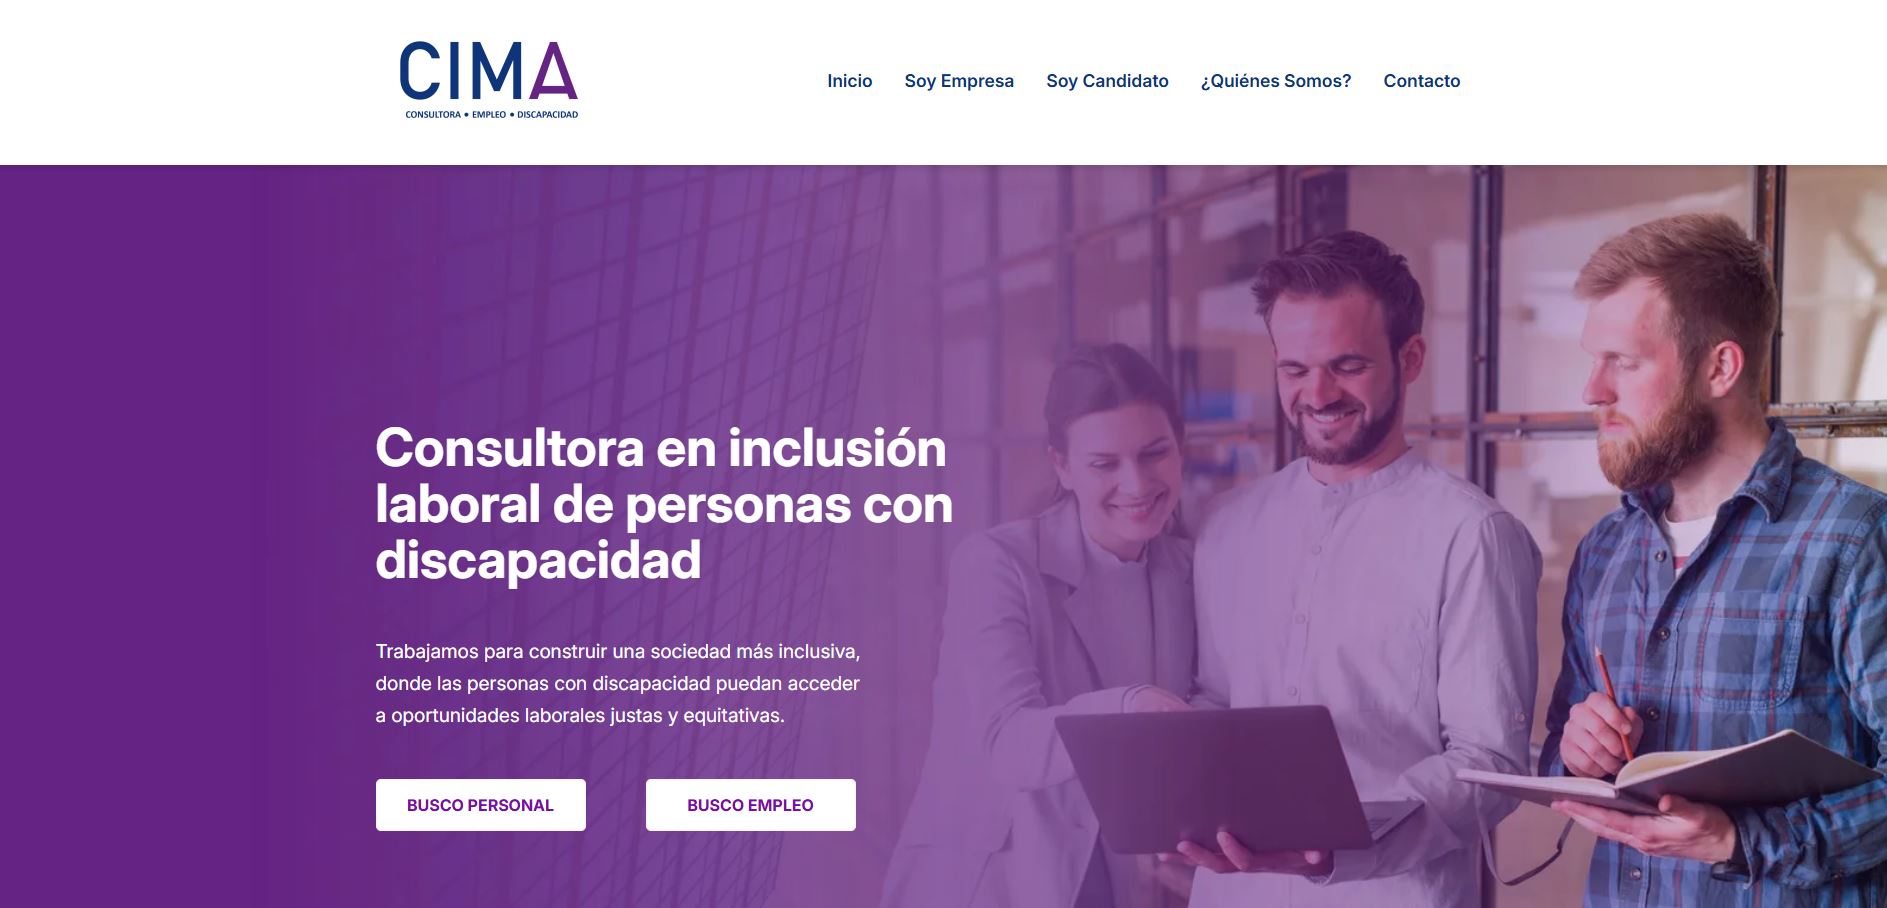 CIMA
CONSULTORA • EMPLEO • DISCAPACIDAD
Inicio
Soy Empresa
Soy Candidato
¿Quiénes Somos?
Contacto
Consultora en inclusión
laboral de personas con
discapacidad
Trabajamos para construir una sociedad más inclusiva,
donde las personas con discapacidad puedan acceder
a oportunidades laborales justas y equitativas.
BUSCO PERSONAL
BUSCO EMPLEO